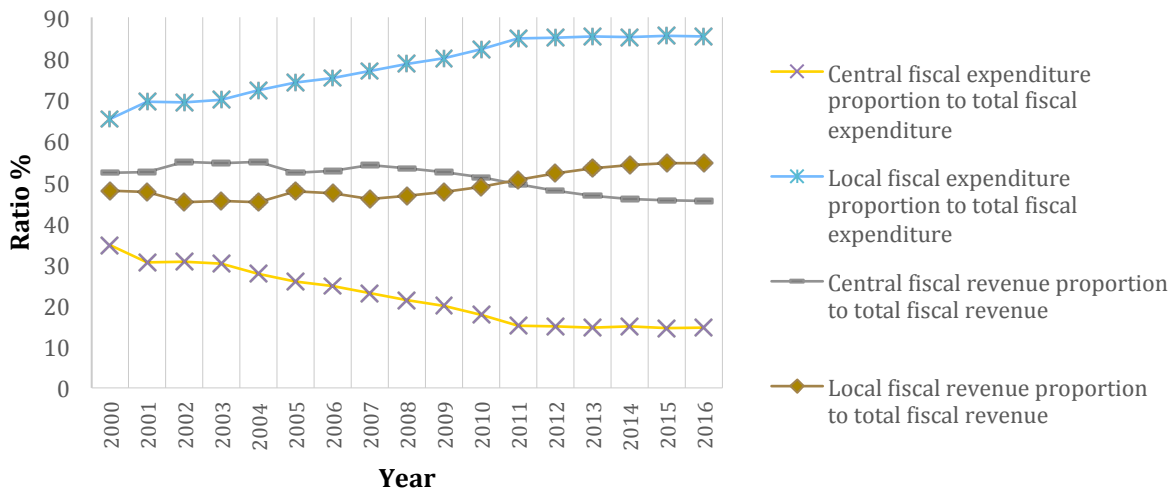 90
80
70
60
50
40
30
20
10
0
Ratio %
2000
2001
2002
2003
2004
2005
2006
2007
2008
2009
2010
2011
2012
2013
2014
2015
2016
Year
Central fiscal expenditure
proportion to total fiscal
expenditure
Local fiscal expenditure
proportion to total fiscal
expenditure
Central fiscal revenue proportion
to total fiscal revenue
Local fiscal revenue proportion
to total fiscal revenue